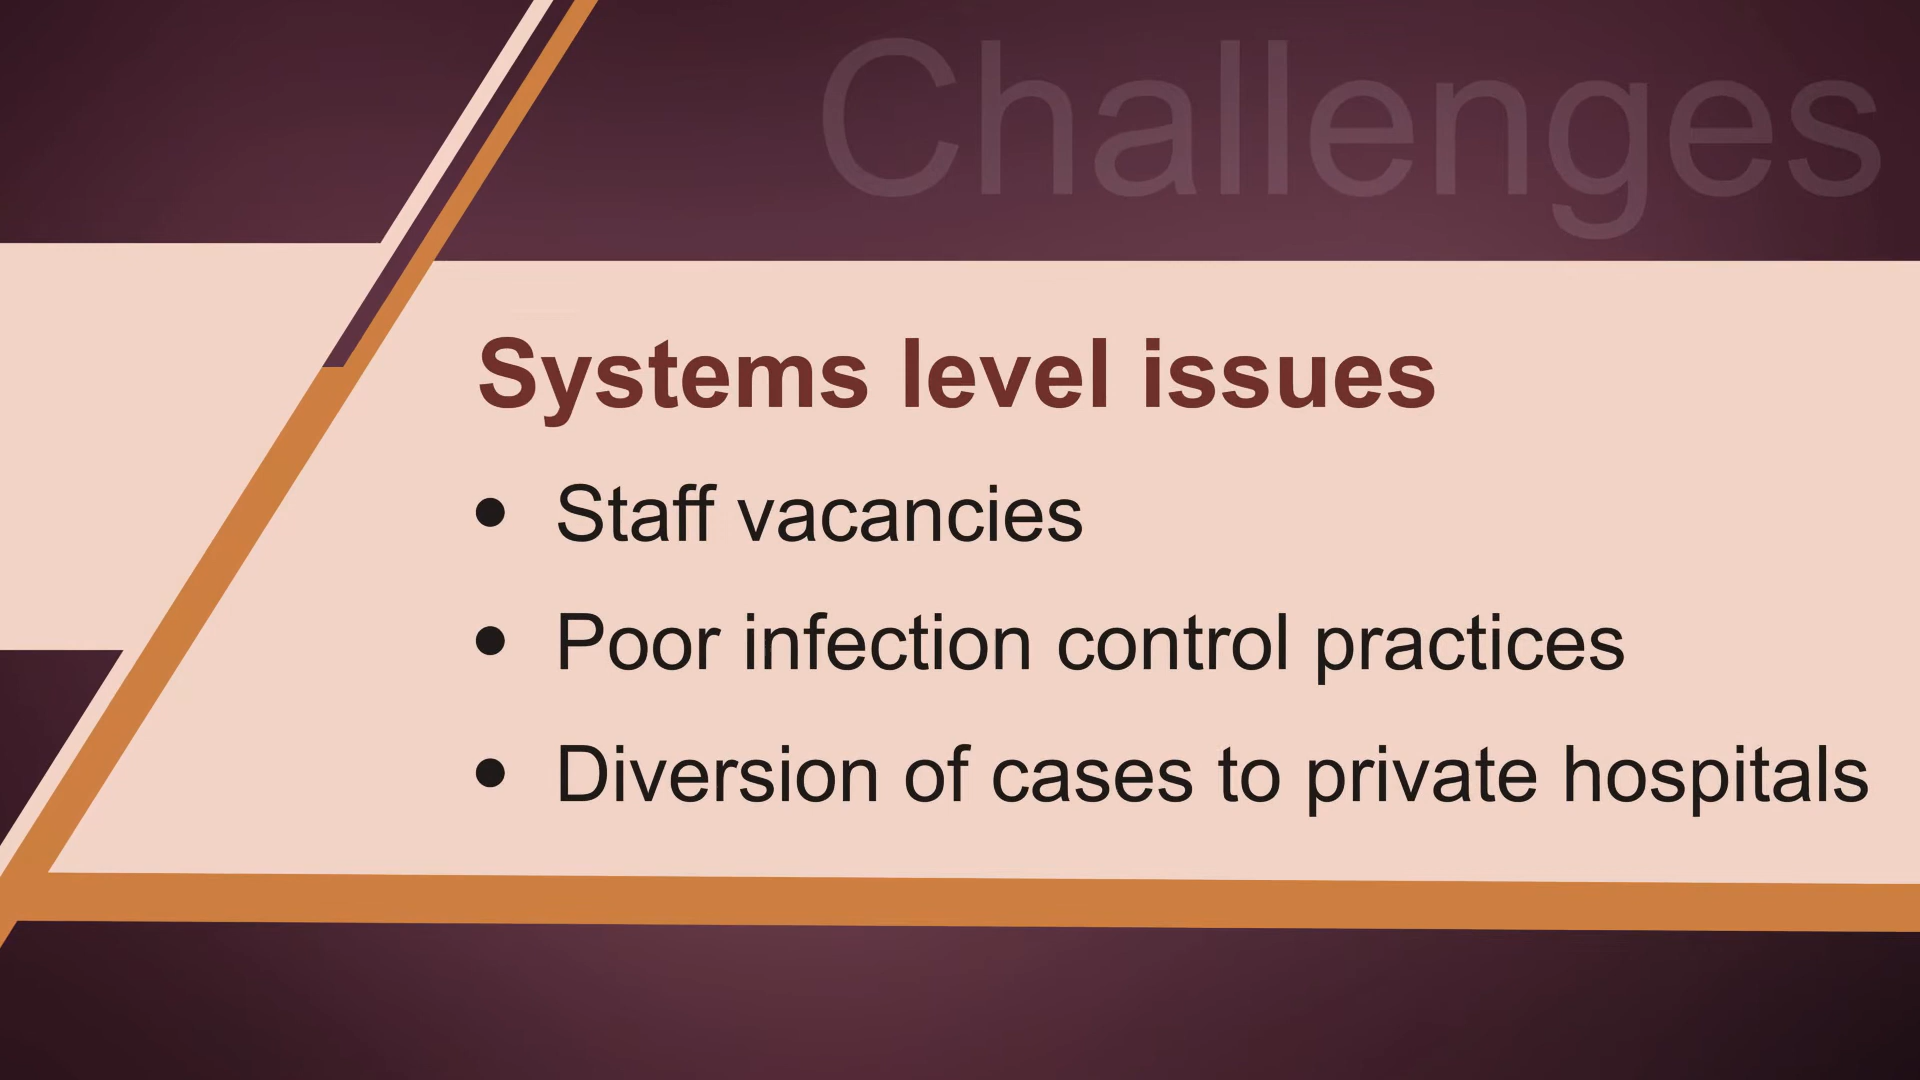 Challenges
Systems level issues
• Staff vacancies
• Poor infection control practices
• Diversion of cases to private hospitals